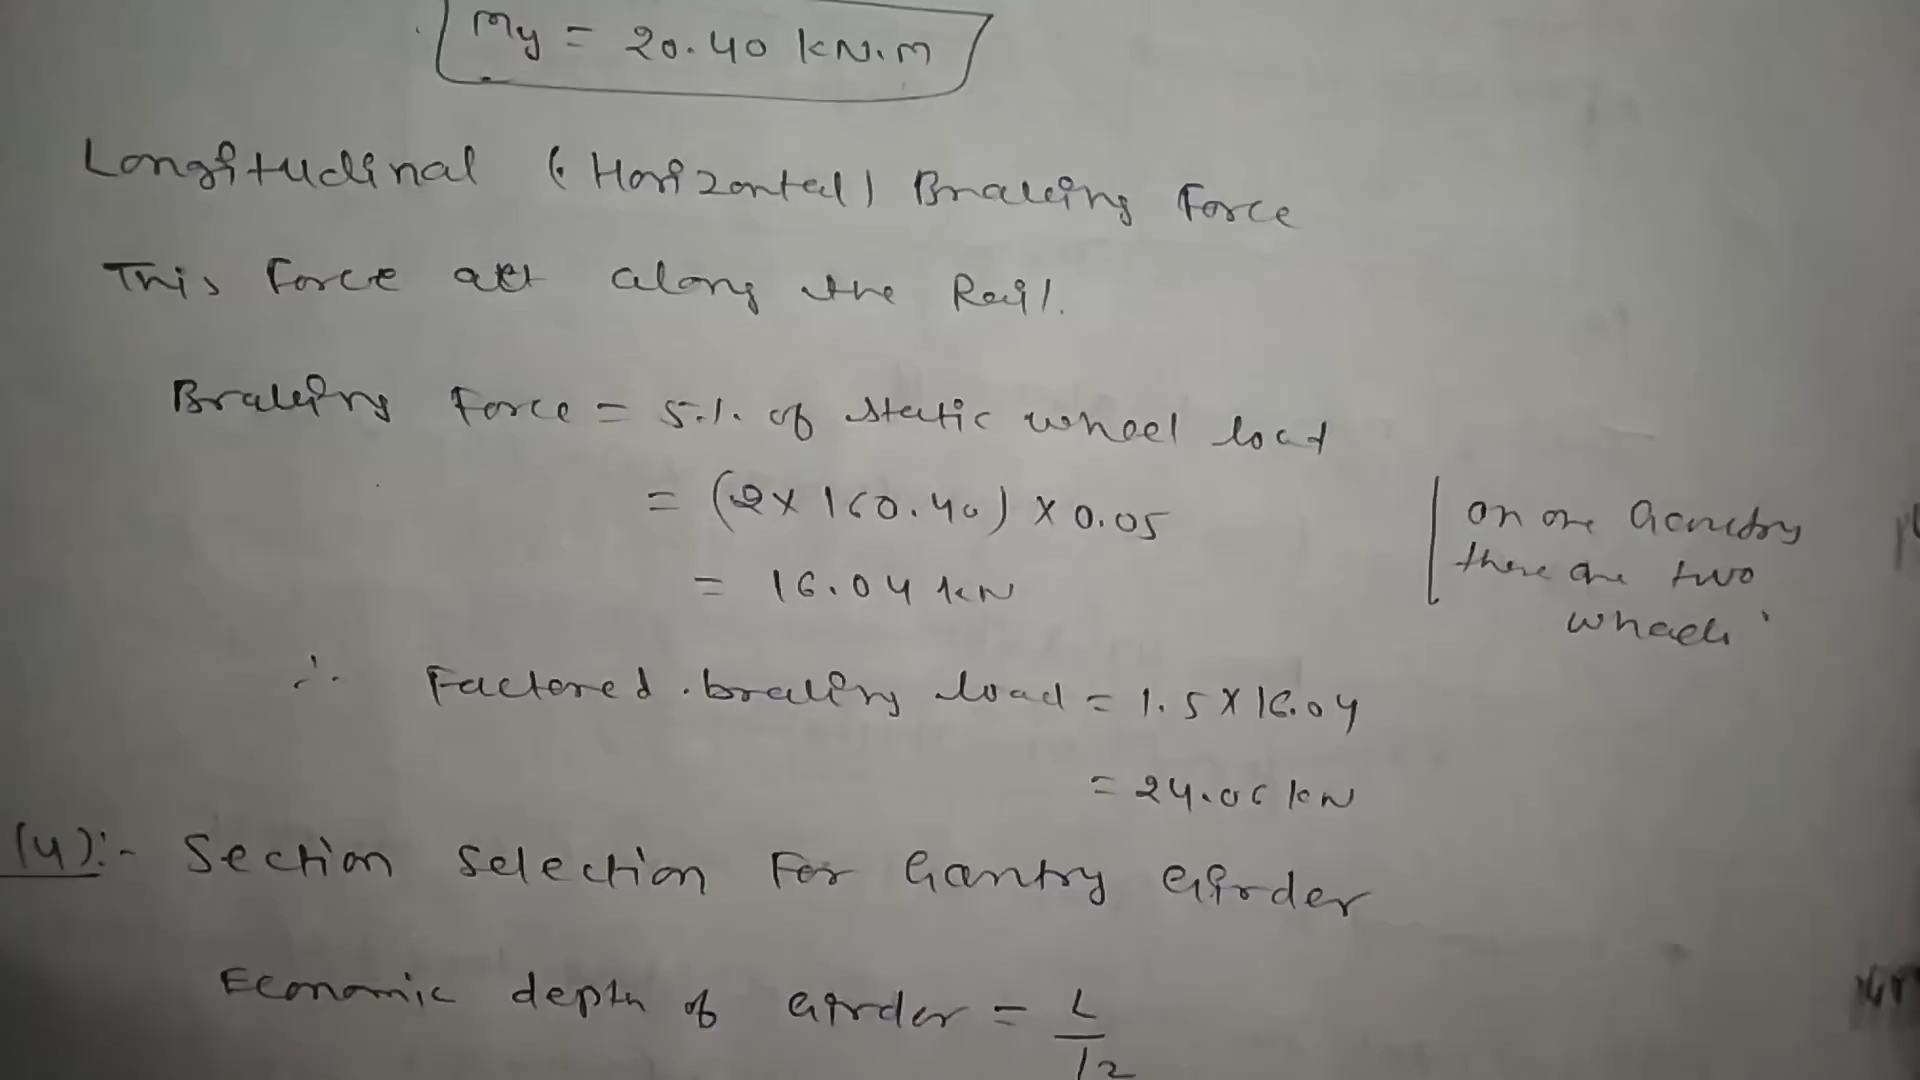 My = 20.40 kN.m
Longitudinal (Horizontal) Braking Force
This Force act along the Rail.
Braking Force = 5% of static wheel load
= (2 x 160.40) x 0.05
= 16.04 kN
on one Gantry
there are two
wheels
∴ Factored braking load = 1.5 x 16.04
= 24.06 kN
(4):- Section Selection For Gantry Girder
Economic depth of Girder = L/12